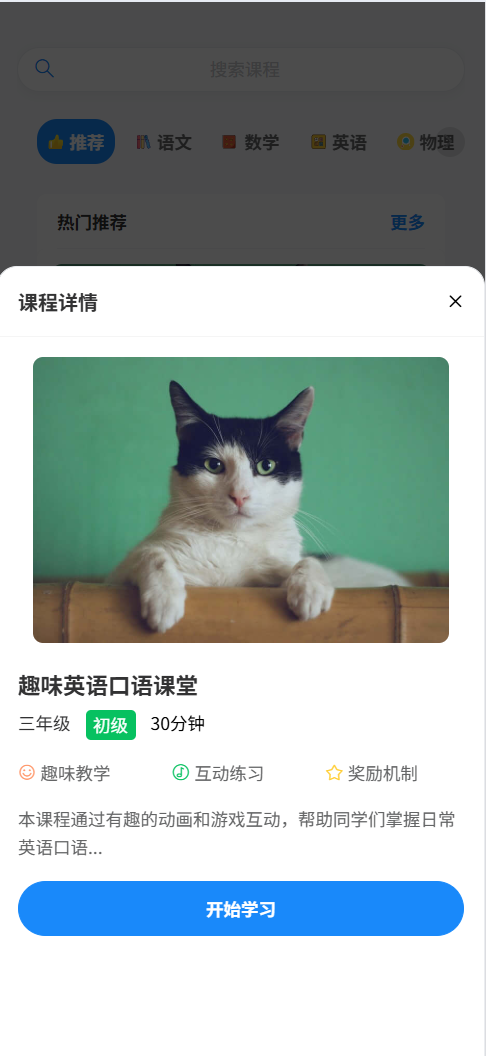 搜索课程
推荐 语文 数学 英语 物理
热门推荐 更多
课程详情
趣味英语口语课堂
三年级 初级 30分钟
趣味教学 互动练习 奖励机制
本课程通过有趣的动画和游戏互动，帮助同学们掌握日常
英语口语...
开始学习